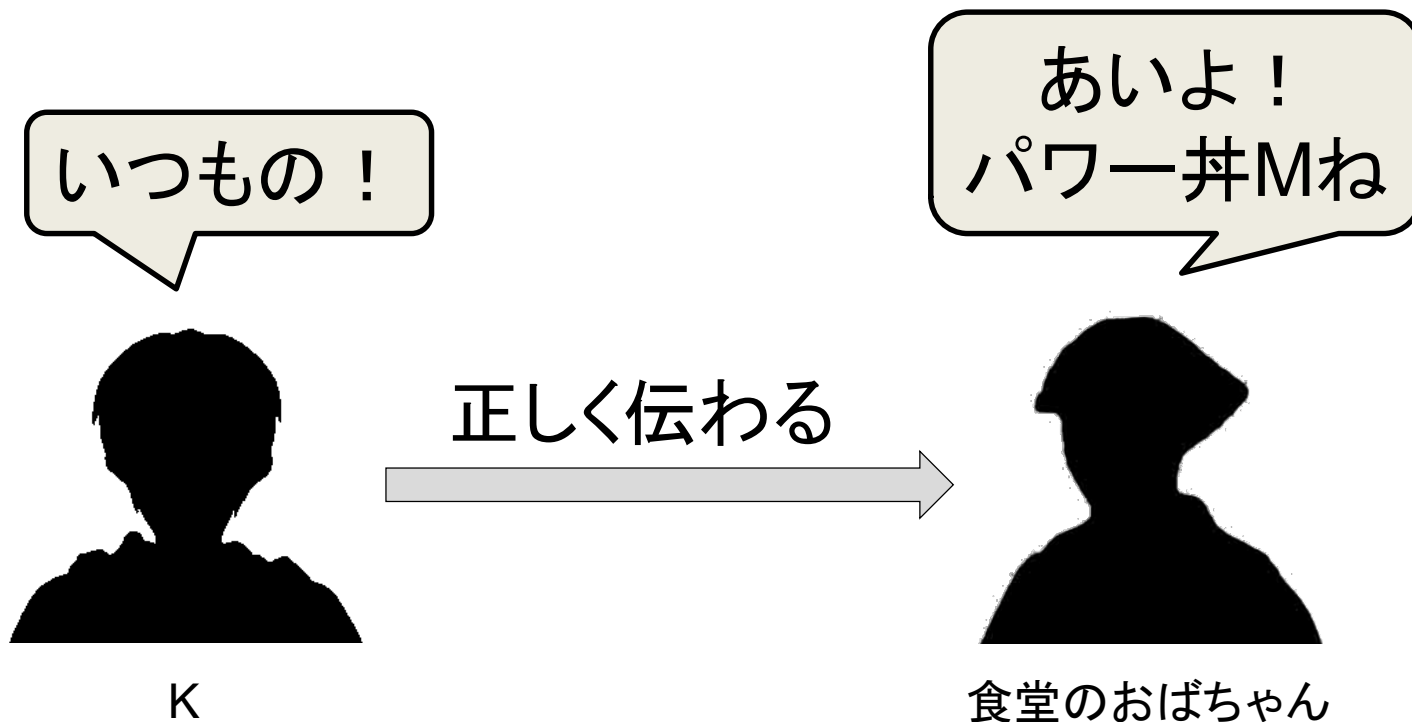 いつもの！
あいよ！
パワー丼Mね
正しく伝わる
K
食堂のおばちゃん